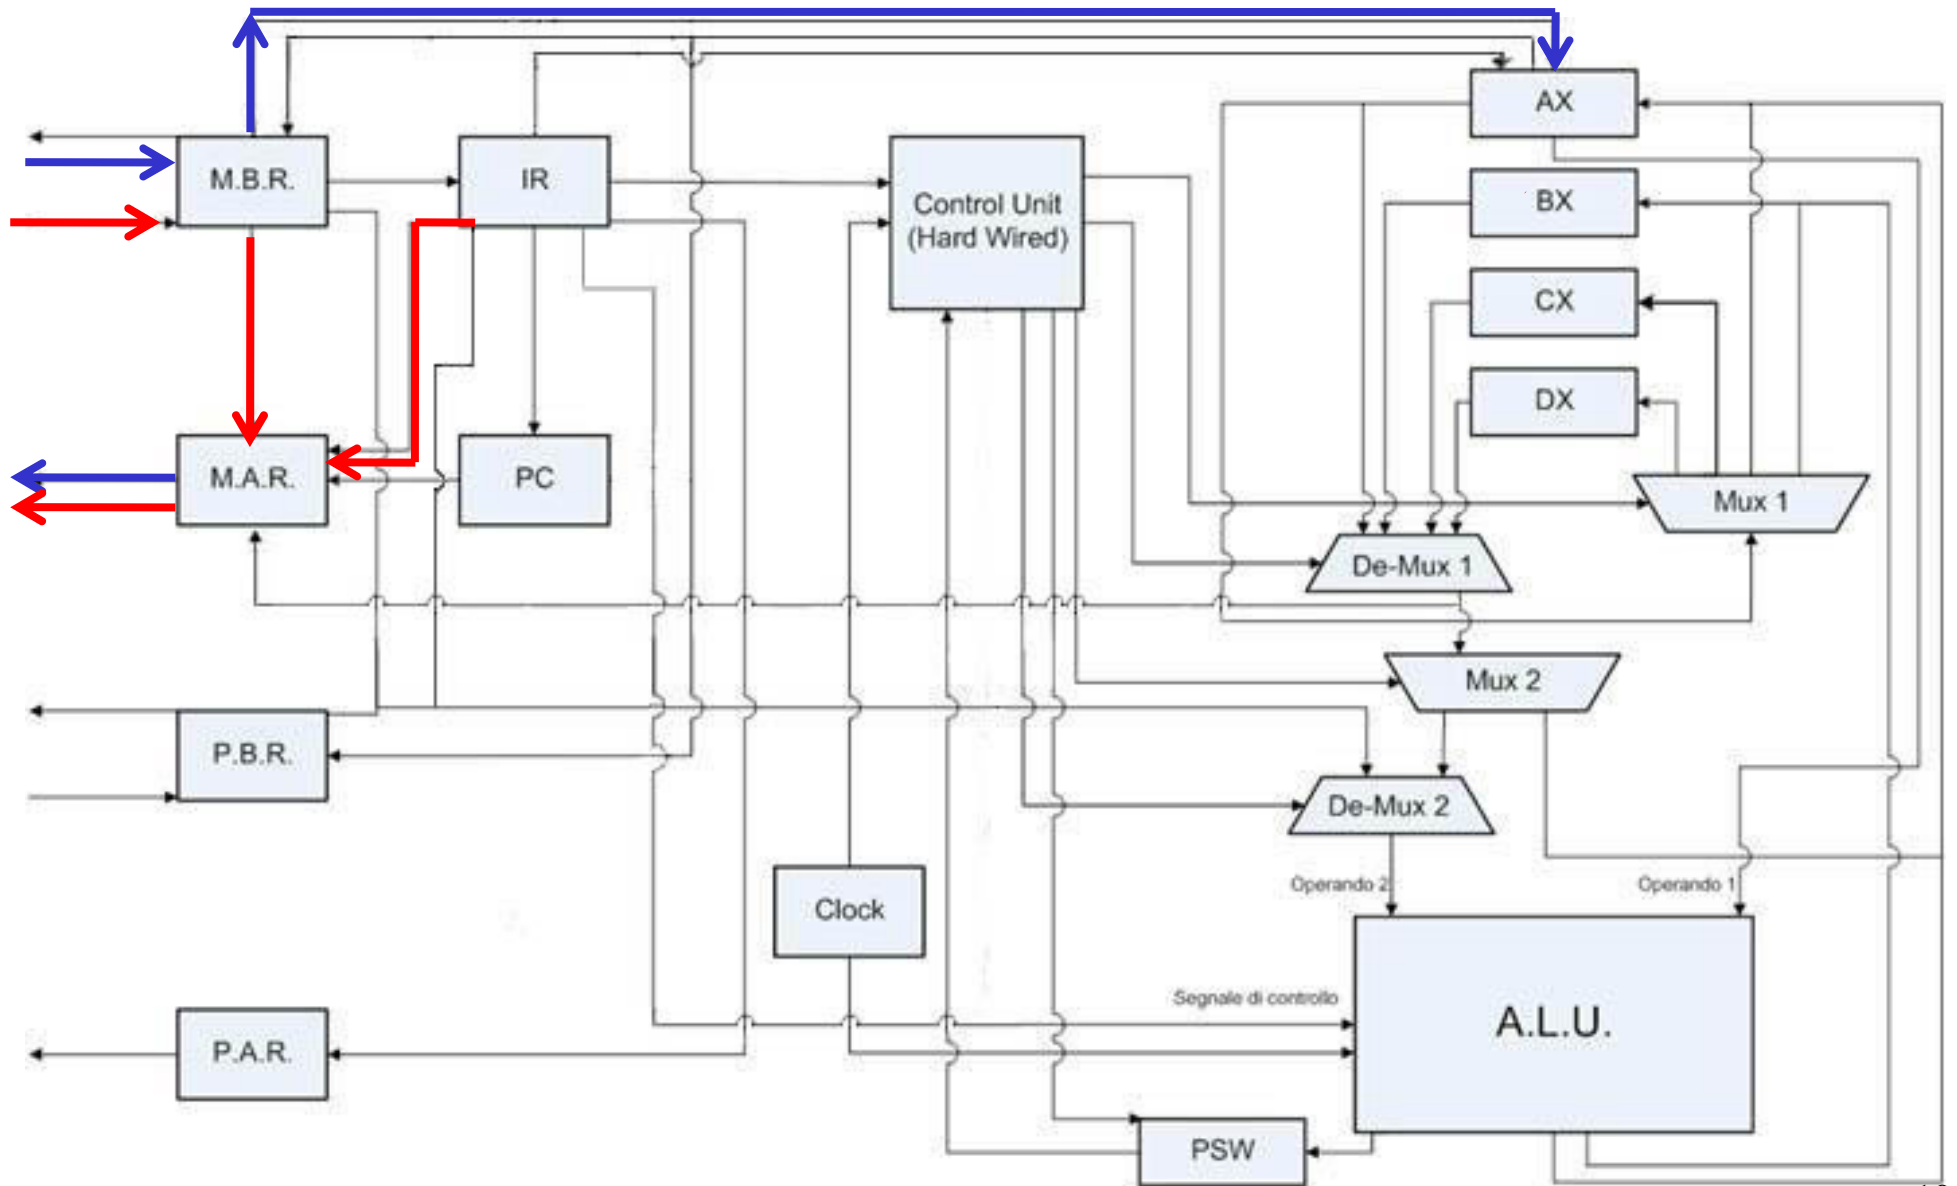 AX
M.B.R.
IR
Control Unit
(Hard Wired)
BX
CX
DX
M.A.R.
PC
Mux 1
De-Mux 1
Mux 2
P.B.R.
De-Mux 2
Operando 2
Operando 1
Clock
Segnale di controllo
A.L.U.
P.A.R.
PSW